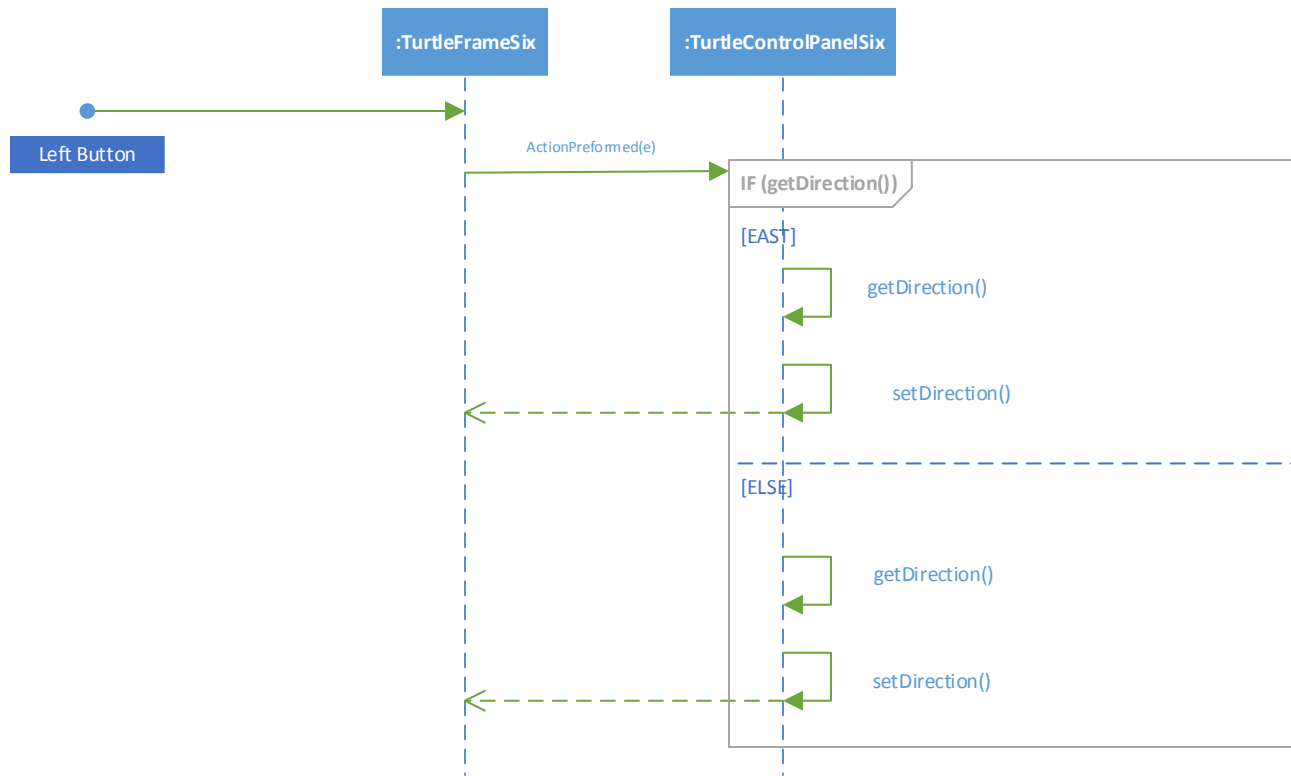 :TurtleFrameSix
:TurtleControlPanelSix
Left Button
ActionPreformed(e)
IF (getDirection())
[EAST]
getDirection()
setDirection()
[ELSE]
getDirection()
setDirection()